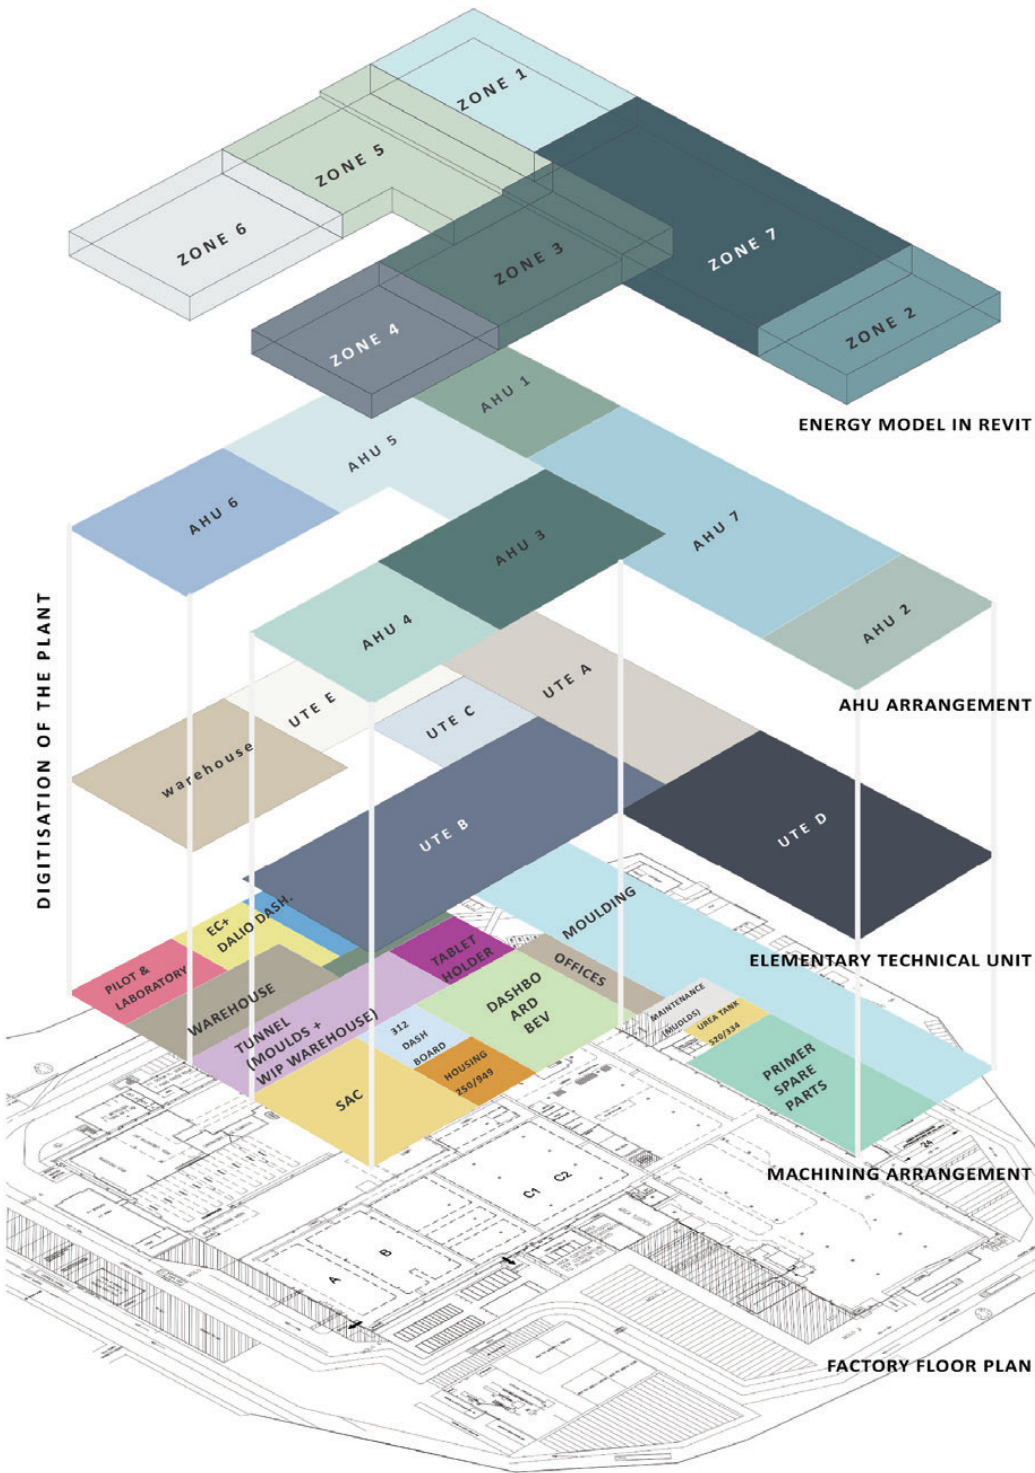 ZONE 1
ZONE 5
ZONE 6
ZONE 7
ZONE 3
ZONE 4
ZONE 2
ENERGY MODEL IN REVIT
AHU 1
AHU 5
AHU 6
AHU 7
AHU 3
AHU 4
AHU 2
AHU ARRANGEMENT
DIGITISATION OF THE PLANT
UTE A
UTE E
UTE C
warehouse
UTE B
UTE D
ELEMENTARY TECHNICAL UNIT
MOULDING
EC+
DALIO DASH.
PILOT &
LABORATORY
TABLET
HOLDER
OFFICES
WAREHOUSE
DASHBO
ARD
BEV
TUNNEL
(MOULDS +
WIP WAREHOUSE)
312
DASH
BOARD
HOUSING
250/949
SAC
MAINTENANCE
(MUDLDS)
UREA TANK
520/334
PRIMER
SPARE
PARTS
MACHINING ARRANGEMENT
24
C1
C2
B
A
FACTORY FLOOR PLAN